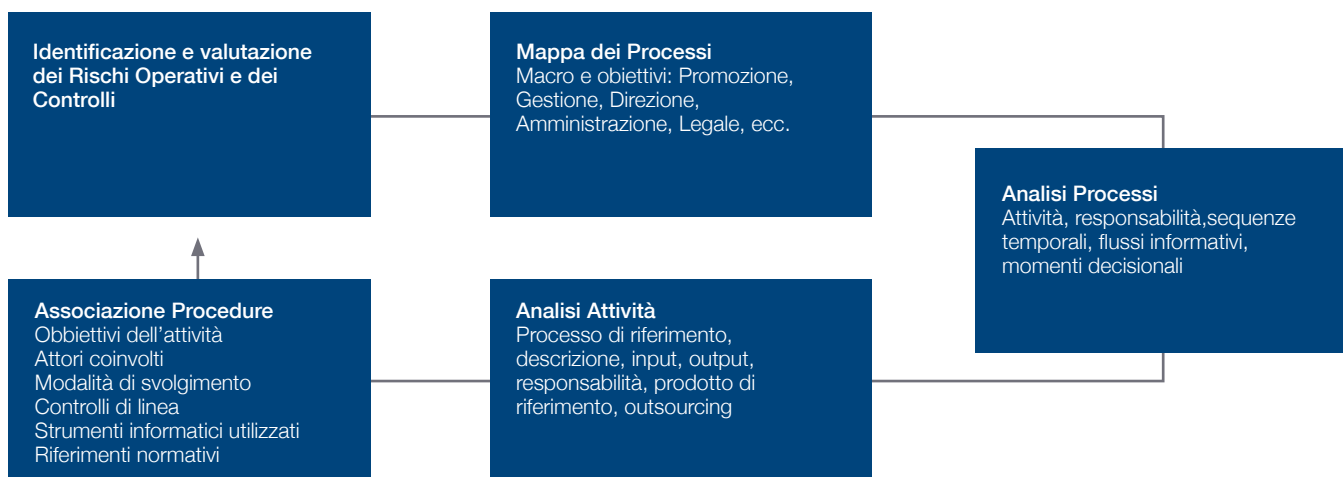 Identificazione e valutazione
dei Rischi Operativi e dei
Controlli
Mappa dei Processi
Macro e obiettivi: Promozione,
Gestione, Direzione,
Amministrazione, Legale, ecc.
Analisi Processi
Attività, responsabilità,sequenze
temporali, flussi informativi,
momenti decisionali
Associazione Procedure
Obbiettivi dell’attività
Attori coinvolti
Modalità di svolgimento
Controlli di linea
Strumenti informatici utilizzati
Riferimenti normativi
Analisi Attività
Processo di riferimento,
descrizione, input, output,
responsabilità, prodotto di
riferimento, outsourcing